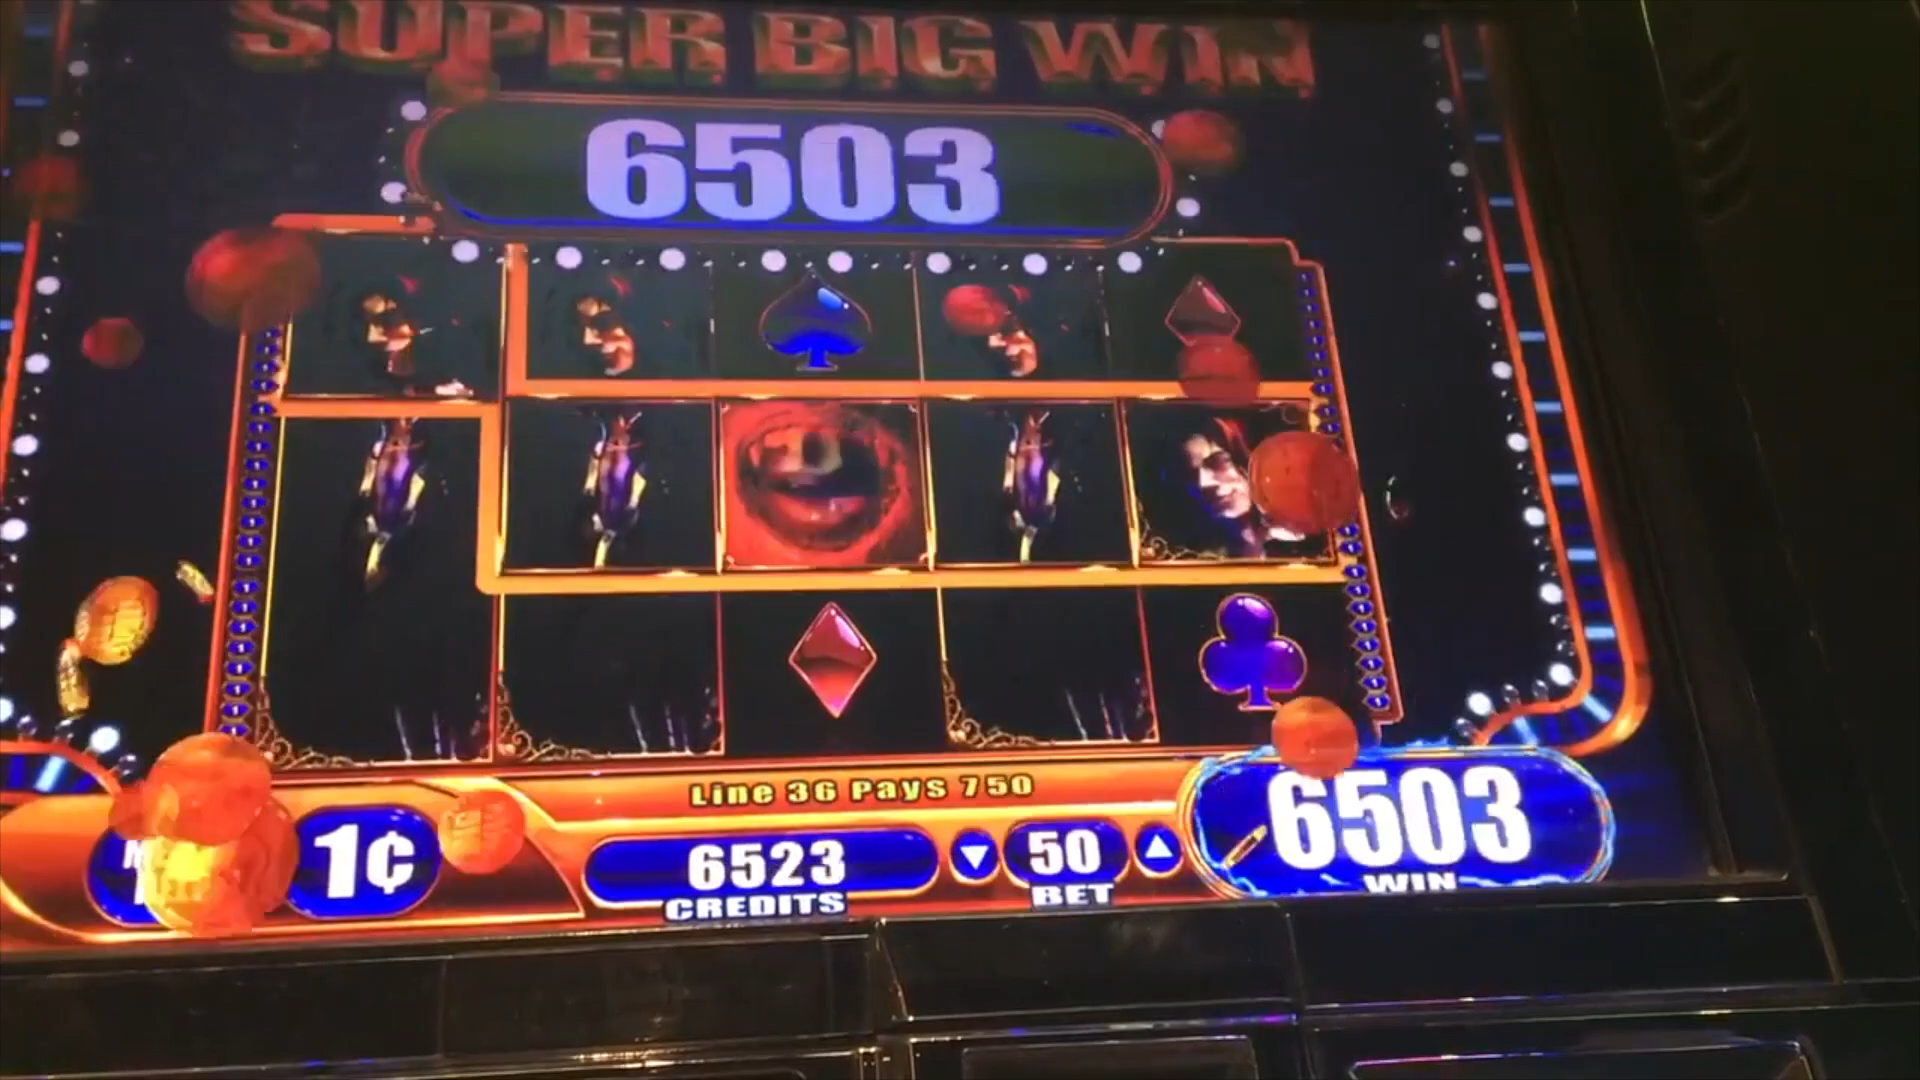 SUPER BIG WIN
6503
Line 36 Pays 750
1¢
6523
CREDITS
50
BET
6503
WIN